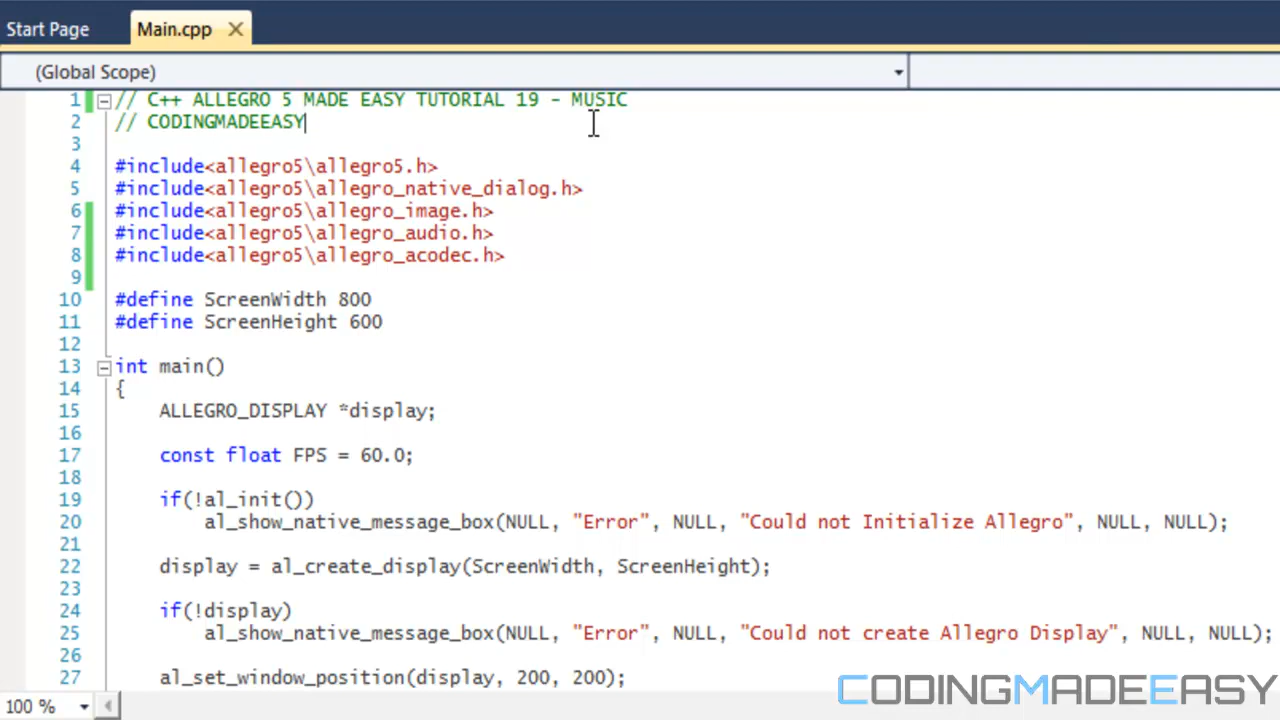 Start Page Main.cpp
(Global Scope)
1 // C++ ALLEGRO 5 MADE EASY TUTORIAL 19 - MUSIC
2 // CODINGMADEEASY
3
4 #include<allegro5\allegro5.h>
5 #include<allegro5\allegro_native_dialog.h>
6 #include<allegro5\allegro_image.h>
7 #include<allegro5\allegro_audio.h>
8 #include<allegro5\allegro_acodec.h>
9
10 #define ScreenWidth 800
11 #define ScreenHeight 600
12
13 int main()
14 {
15 ALLEGRO_DISPLAY *display;
16
17 const float FPS = 60.0;
18
19 if(!al_init())
20 al_show_native_message_box(NULL, "Error", NULL, "Could not Initialize Allegro", NULL, NULL);
21
22 display = al_create_display(ScreenWidth, ScreenHeight);
23
24 if(!display)
25 al_show_native_message_box(NULL, "Error", NULL, "Could not create Allegro Display", NULL, NULL);
26
27 al_set_window_position(display, 200, 200);
100 %
CODINGMADEEASY